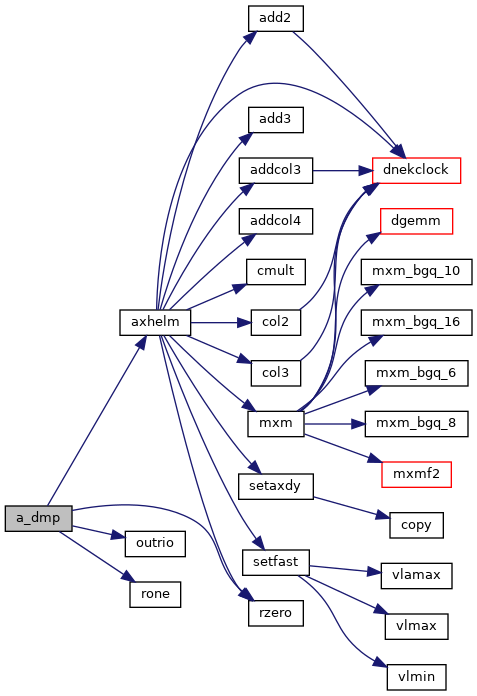 add2
add3
dnekclock
addcol3
addcol4
dgemm
cmult
mxm_bgq_10
axhelm
col2
mxm_bgq_16
col3
mxm_bgq_6
mxm
mxm_bgq_8
setaxdy
mxmf2
a_dmp
copy
outrio
setfast
vlamax
rone
rzero
vlmax
vlmin